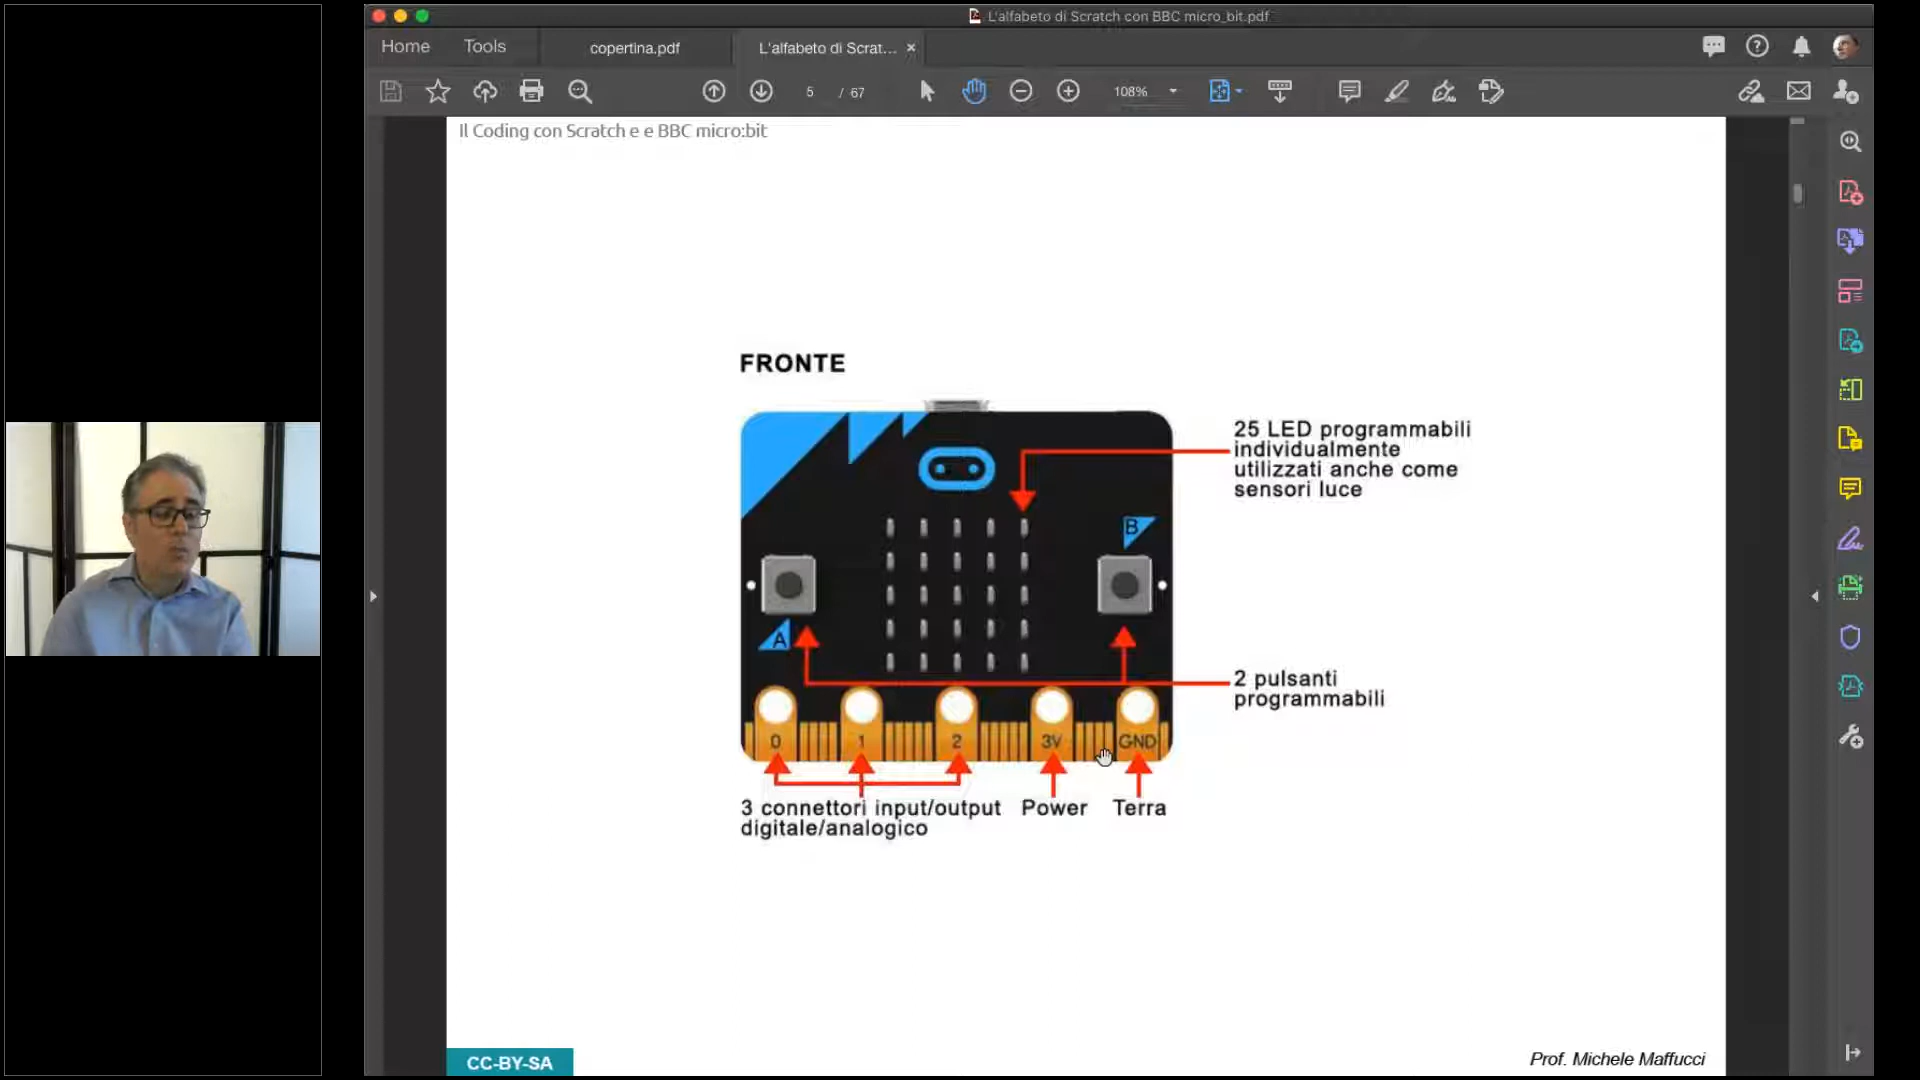 L'alfabeto di Scratch con BBC micro_bit.pdf
Home
Tools
copertina.pdf
L'alfabeto di Scrat...
5 / 67
108%
Il Coding con Scratch e e BBC micro:bit
FRONTE
25 LED programmabili
individualmente
utilizzati anche come
sensori luce
B
A
2 pulsanti
programmabili
0 1 2 3V GND
3 connettori input/output
digitale/analogico
Power
Terra
CC-BY-SA
Prof. Michele Maffucci